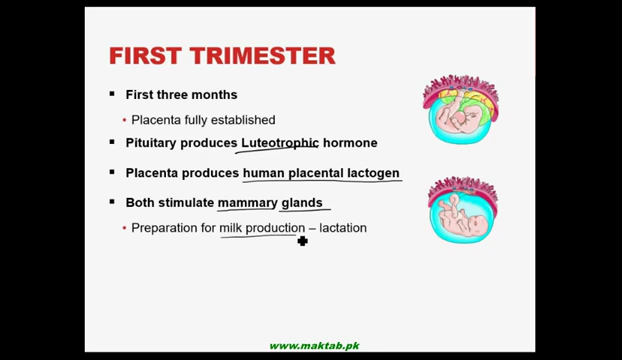 FIRST TRIMESTER
▪ First three months
• Placenta fully established
▪ Pituitary produces Luteotrophic hormone
▪ Placenta produces human placental lactogen
▪ Both stimulate mammary glands
• Preparation for milk production – lactation
www.maktab.pk